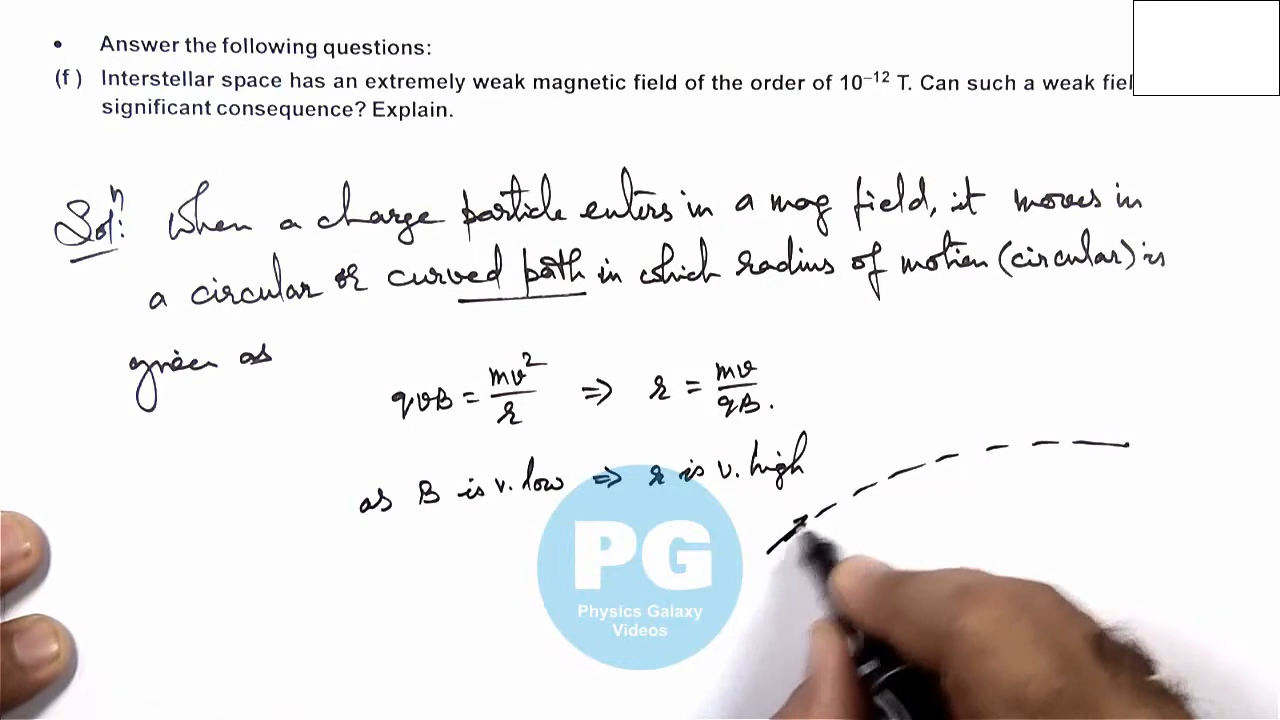 • Answer the following questions:
(f) Interstellar space has an extremely weak magnetic field of the order of 10⁻¹² T. Can such a weak fiel
significant consequence? Explain.
Solⁿ: When a charge particle enters in a mag field, it moves in
a circular or curved path in which radius of motion (circular) is
given as
qvB = mv²/r ⇒ r = mv/qB.
as B is v. low ⇒ r is v. high
PG
Physics Galaxy
Videos